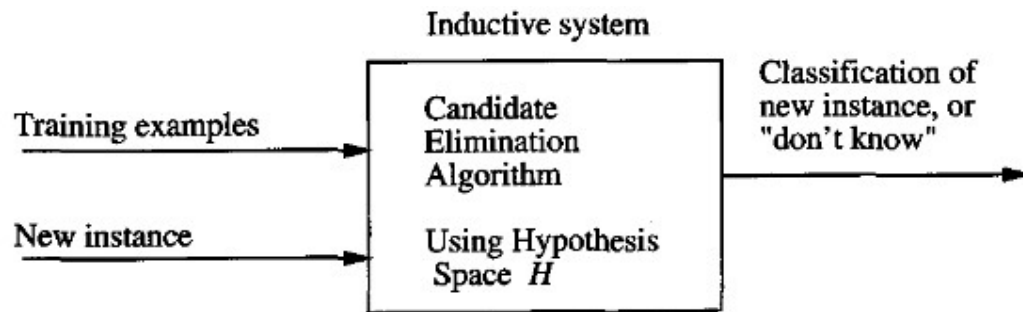 Inductive system
Training examples
New instance
Candidate
Elimination
Algorithm
Using Hypothesis
Space H
Classification of
new instance, or
"don't know"